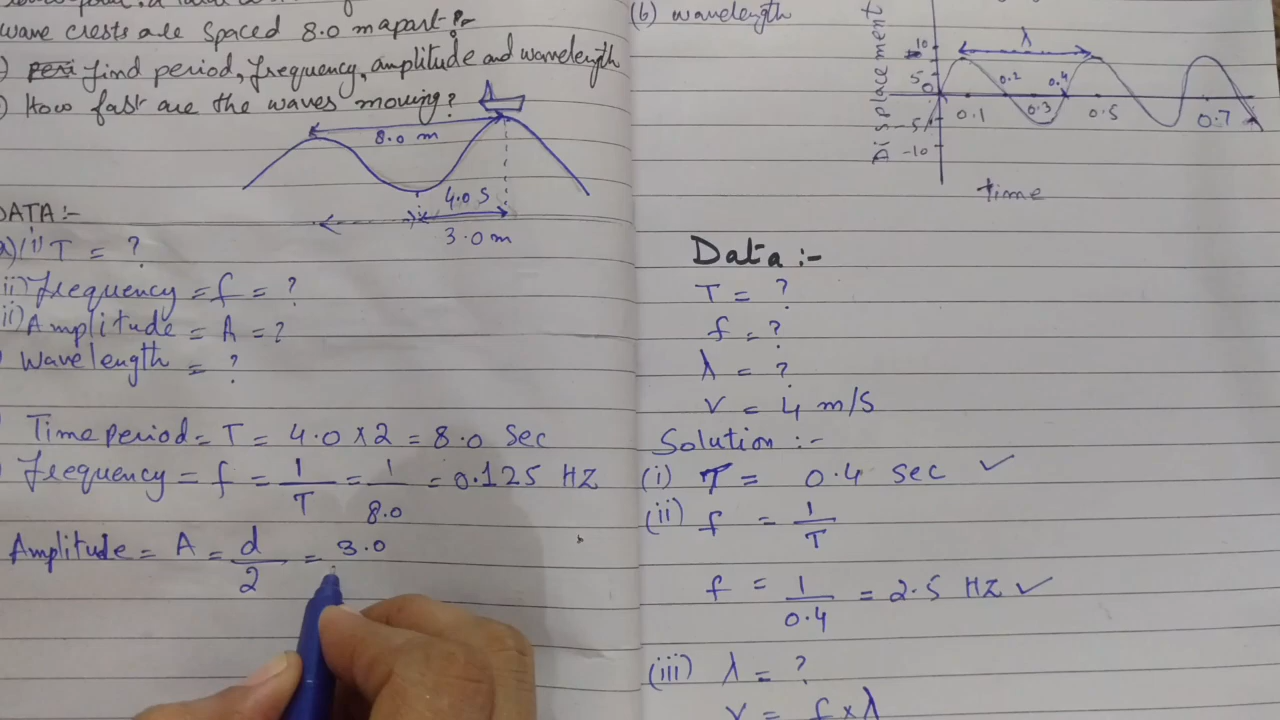 wave crests are spaced 8.0 m apart :-
) find period, frequency, amplitude and wavelength
) How fast are the waves moving?
8.0 m
4.0 S
3.0 m
DATA :-
a) (i) T = ?
ii) frequency = f = ?
ii) Amplitude = A = ?
Wavelength = ?
Time period = T = 4.0 X 2 = 8.0 Sec
frequency = f = 1/T = 1/8.0 = 0.125 HZ
Amplitude = A = d/2 = 3.0
(b) wavelength
Displacement
10
5
0
-5
-10
λ
0.1
0.2
0.3
0.4
0.5
0.7
time
Data :-
T = ?
f = ?
λ = ?
V = 4 m/S
Solution :-
(i) T = 0.4 sec ✓
(ii) f = 1/T
f = 1/0.4 = 2.5 HZ ✓
(iii) λ = ?
V = f x λ